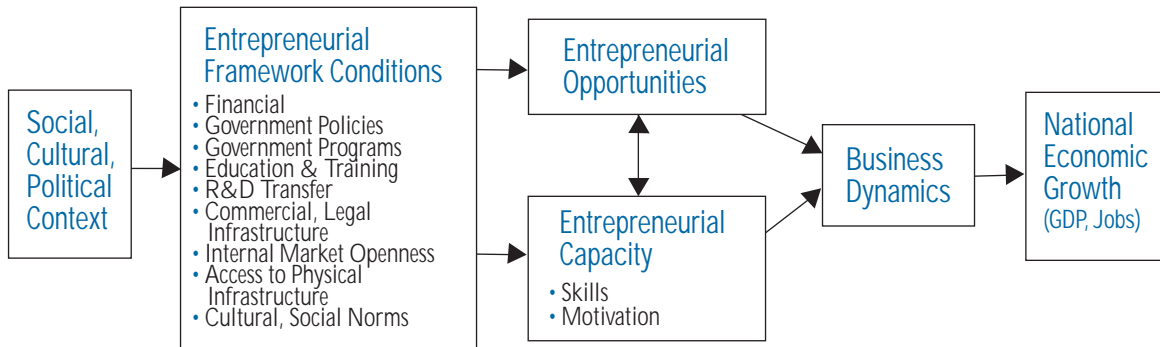 Social,
Cultural,
Political
Context
Entrepreneurial
Framework Conditions
• Financial
• Government Policies
• Government Programs
• Education & Training
• R&D Transfer
• Commercial, Legal
Infrastructure
• Internal Market Openness
• Access to Physical
Infrastructure
• Cultural, Social Norms
Entrepreneurial
Opportunities
Entrepreneurial
Capacity
• Skills
• Motivation
Business
Dynamics
National
Economic
Growth
(GDP, Jobs)